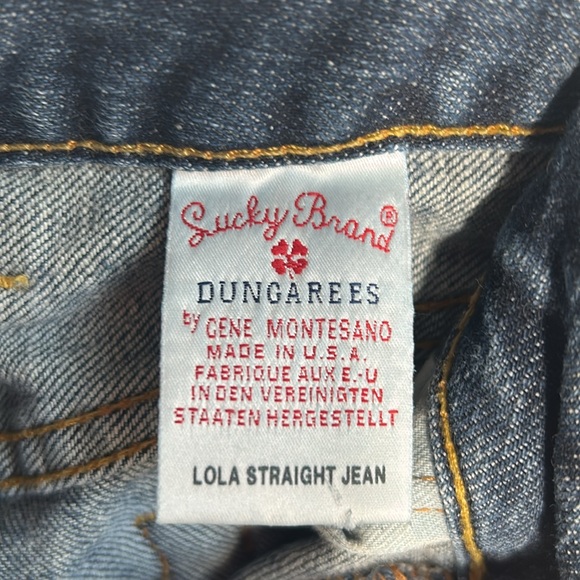 Lucky Brand®
DUNGAREES
by GENE MONTESANO
MADE IN U.S.A.
FABRIQUE AUX E.-U
IN DEN VEREINIGTEN
STAATEN HERGESTELLT
LOLA STRAIGHT JEAN